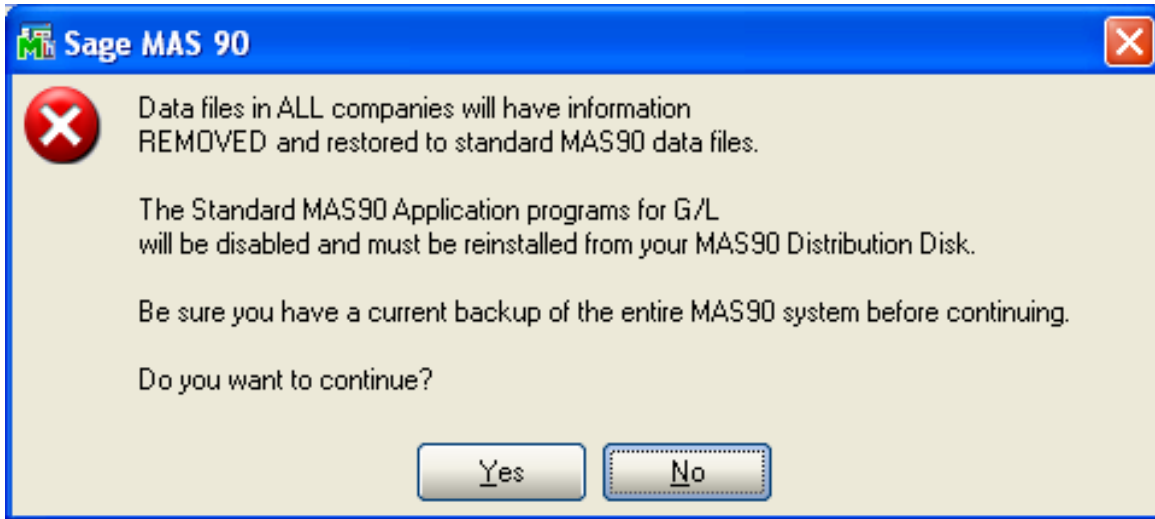 Sage MAS 90
Data files in ALL companies will have information
REMOVED and restored to standard MAS90 data files.
The Standard MAS90 Application programs for G/L
will be disabled and must be reinstalled from your MAS90 Distribution Disk.
Be sure you have a current backup of the entire MAS90 system before continuing.
Do you want to continue?
Yes
No